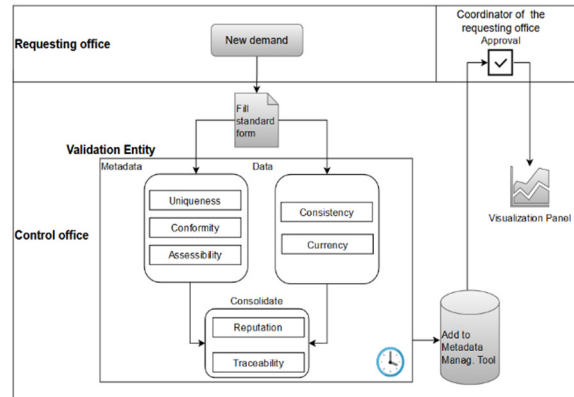 Requesting office
New demand
Coordinator of the
requesting office
Approval
Fill
standard
form
Validation Entity
Metadata
Data
Uniqueness
Conformity
Assessibility
Consistency
Currency
Visualization Panel
Control office
Consolidate
Reputation
Traceability
Add to
Metadata
Manag. Tool